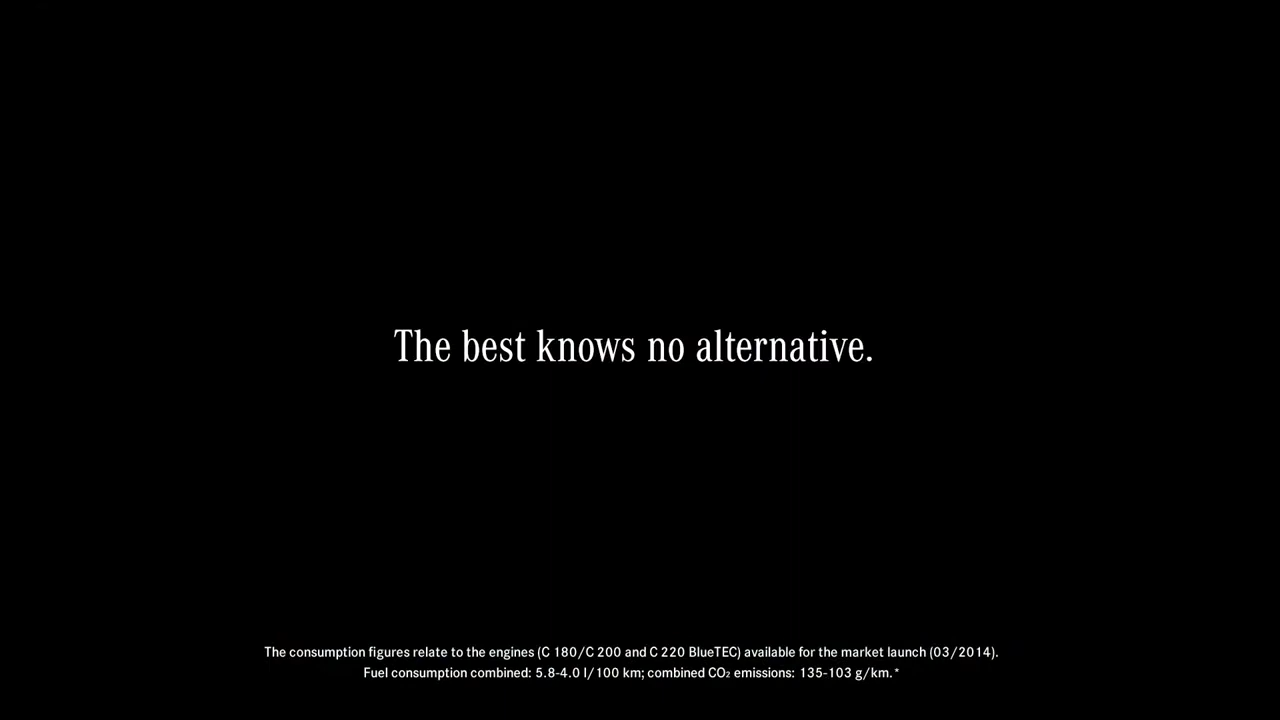 The best knows no alternative.
The consumption figures relate to the engines (C 180/C 200 and C 220 BlueTEC) available for the market launch (03/2014).
Fuel consumption combined: 5.8-4.0 l/100 km; combined CO₂ emissions: 135-103 g/km.*